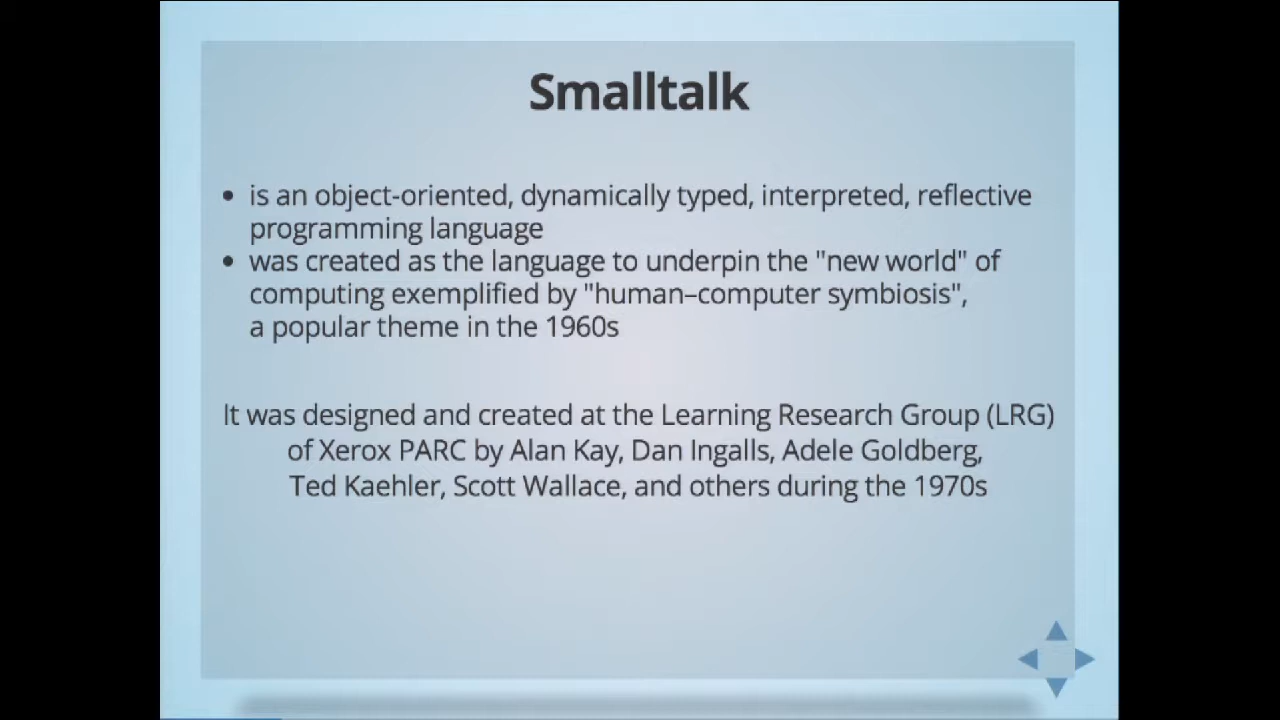 Smalltalk
• is an object-oriented, dynamically typed, interpreted, reflective
programming language
• was created as the language to underpin the "new world" of
computing exemplified by "human–computer symbiosis",
a popular theme in the 1960s
It was designed and created at the Learning Research Group (LRG)
of Xerox PARC by Alan Kay, Dan Ingalls, Adele Goldberg,
Ted Kaehler, Scott Wallace, and others during the 1970s